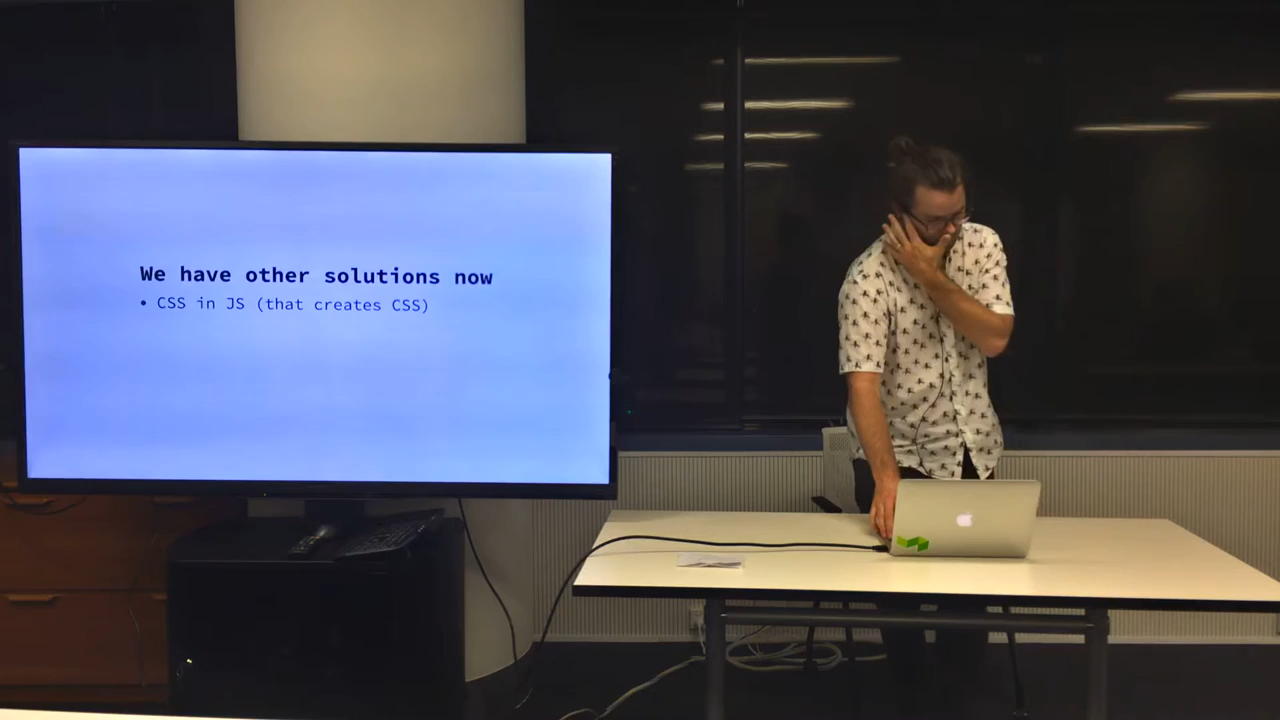 We have other solutions now
• CSS in JS (that creates CSS)